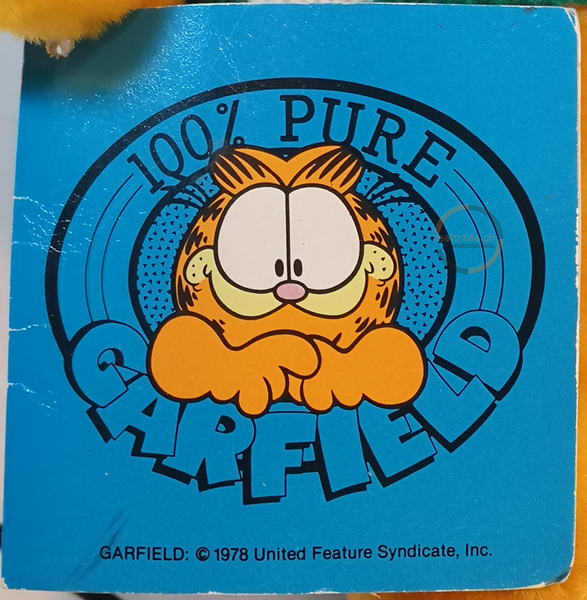 100% PURE
GARFIELD
GARFIELD: © 1978 United Feature Syndicate, Inc.